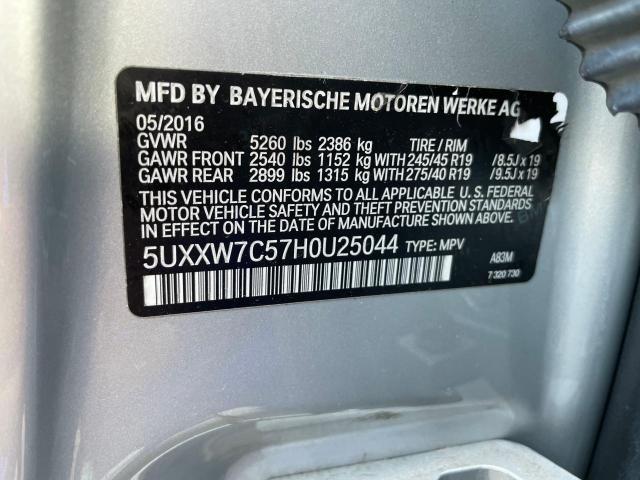 MFD BY BAYERISCHE MOTOREN WERKE AG
05/2016
GVWR 5260 lbs 2386 kg TIRE / RIM
GAWR FRONT 2540 lbs 1152 kg WITH 245/45 R19 /8.5J x 19
GAWR REAR 2899 lbs 1315 kg WITH 275/40 R19 /9.5J x 19
THIS VEHICLE CONFORMS TO ALL APPLICABLE U.S. FEDERAL
MOTOR VEHICLE SAFETY AND THEFT PREVENTION STANDARDS
IN EFFECT ON THE DATE OF MANUFACTURE SHOWN ABOVE.
5UXXW7C57H0U25044 TYPE: MPV
A83M
7 320 730